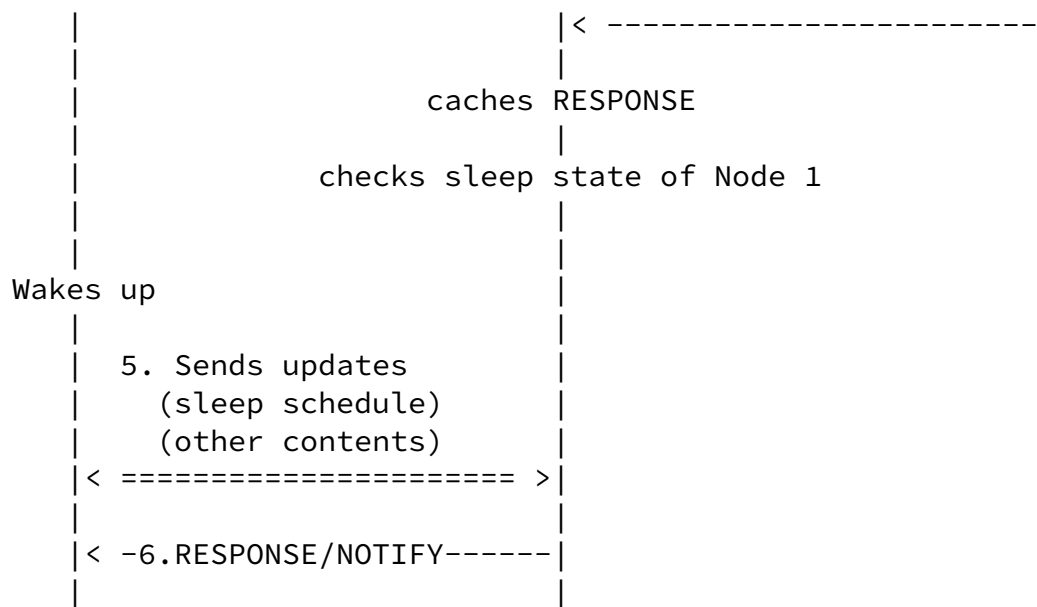 |< ------------------------
caches RESPONSE
checks sleep state of Node 1
Wakes up
5. Sends updates
(sleep schedule)
(other contents)
|< ====================== >|
|< -6.RESPONSE/NOTIFY------|